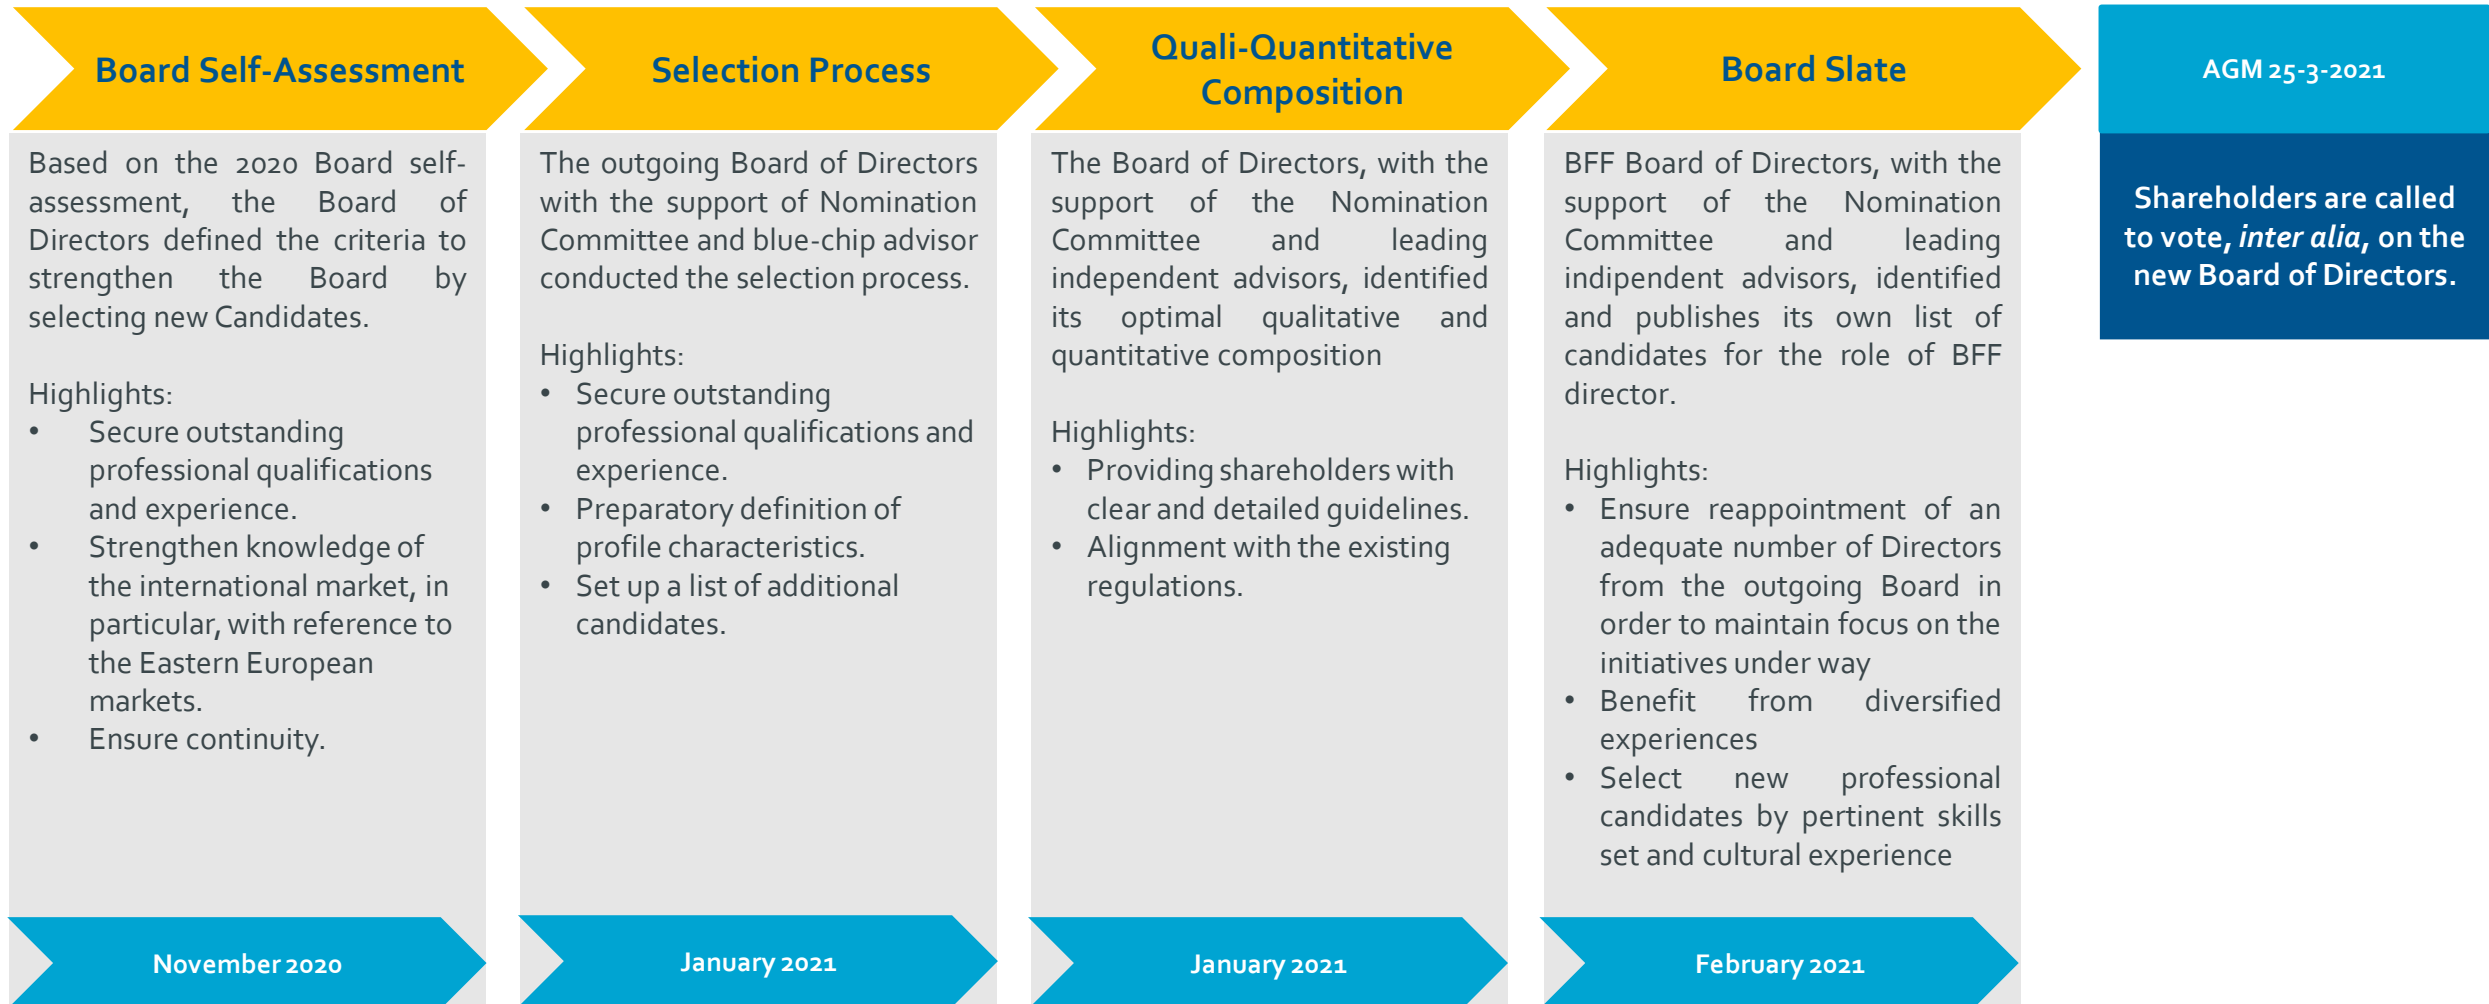 Board Self-Assessment
Based on the 2020 Board self-
assessment, the Board of
Directors defined the criteria to
strengthen the Board by
selecting new Candidates.
Highlights:
• Secure outstanding
professional qualifications
and experience.
• Strengthen knowledge of
the international market, in
particular, with reference to
the Eastern European
markets.
• Ensure continuity.
November 2020
Selection Process
The outgoing Board of Directors
with the support of Nomination
Committee and blue-chip advisor
conducted the selection process.
Highlights:
• Secure outstanding
professional qualifications and
experience.
• Preparatory definition of
profile characteristics.
• Set up a list of additional
candidates.
January 2021
Quali-Quantitative
Composition
The Board of Directors, with the
support of the Nomination
Committee and leading
independent advisors, identified
its optimal qualitative and
quantitative composition
Highlights:
• Providing shareholders with
clear and detailed guidelines.
• Alignment with the existing
regulations.
January 2021
Board Slate
BFF Board of Directors, with the
support of the Nomination
Committee and leading
indipendent advisors, identified
and publishes its own list of
candidates for the role of BFF
director.
Highlights:
• Ensure reappointment of an
adequate number of Directors
from the outgoing Board in
order to maintain focus on the
initiatives under way
• Benefit from diversified
experiences
• Select new professional
candidates by pertinent skills
set and cultural experience
February 2021
AGM 25-3-2021
Shareholders are called
to vote, inter alia, on the
new Board of Directors.